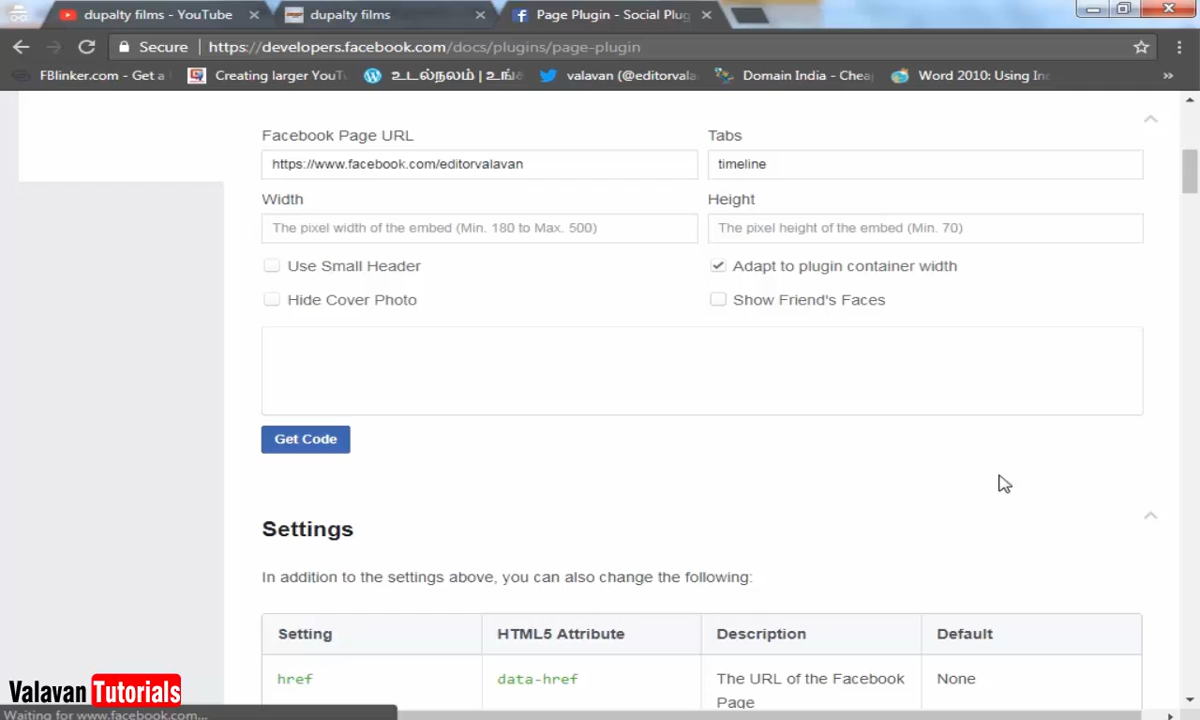 dupalty films - YouTube
dupalty films
Page Plugin - Social Plug
Secure
https://developers.facebook.com/docs/plugins/page-plugin
FBlinker.com - Get a
Creating larger YouT
உடல்நலம் | உங்
valavan (@editorvala
Domain India - Chea
Word 2010: Using In
»
Facebook Page URL
Tabs
https://www.facebook.com/editorvalavan
timeline
Width
Height
The pixel width of the embed (Min. 180 to Max. 500)
The pixel height of the embed (Min. 70)
Use Small Header
Adapt to plugin container width
Hide Cover Photo
Show Friend's Faces
Get Code
Settings
In addition to the settings above, you can also change the following:
Setting
HTML5 Attribute
Description
Default
href
data-href
The URL of the Facebook
Page
None
Valavan Tutorials
Waiting for www.facebook.com...